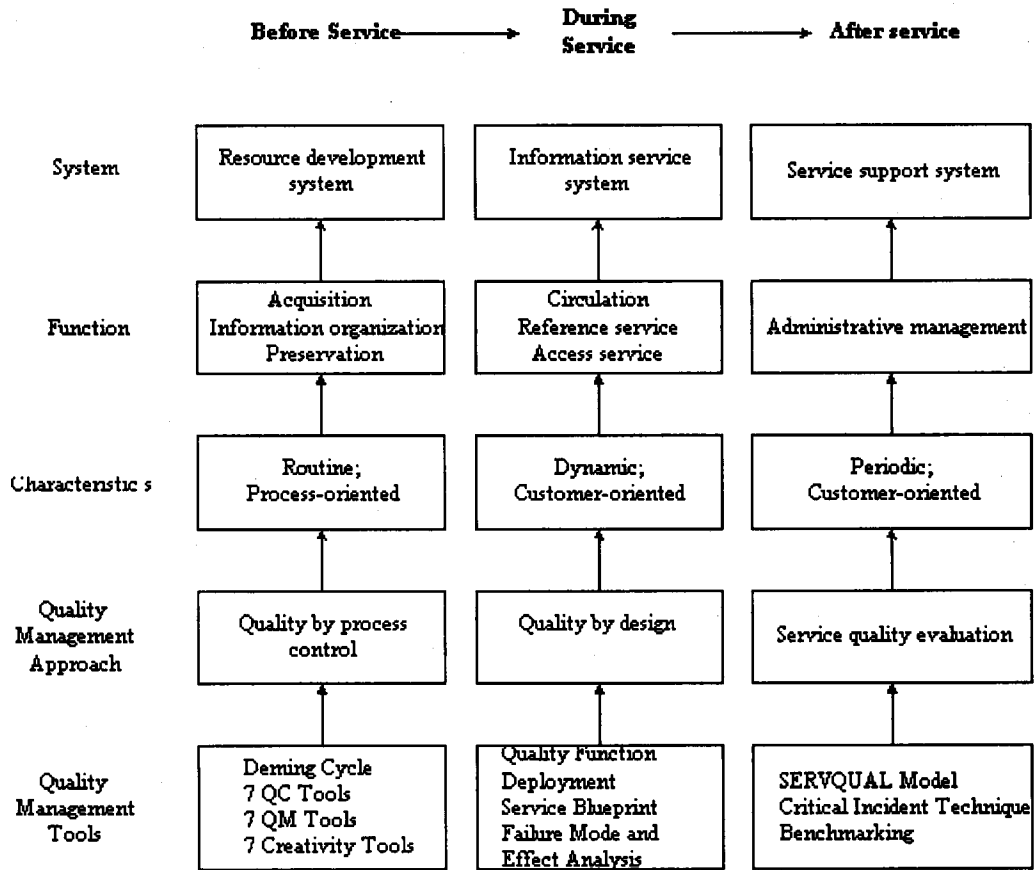 Before Service
During
Service
After service
System
Resource development
system
Information service
system
Service support system
Function
Acquisition
Information organization
Preservation
Circulation
Reference service
Access service
Administrative management
Characteristics
Routine;
Process-oriented
Dynamic;
Customer-oriented
Periodic;
Customer-oriented
Quality
Management
Approach
Quality by process
control
Quality by design
Service quality evaluation
Quality
Management
Tools
Deming Cycle
7 QC Tools
7 QM Tools
7 Creativity Tools
Quality Function
Deployment
Service Blueprint
Failure Mode and
Effect Analysis
SERVQUAL Model
Critical Incident Technique
Benchmarking